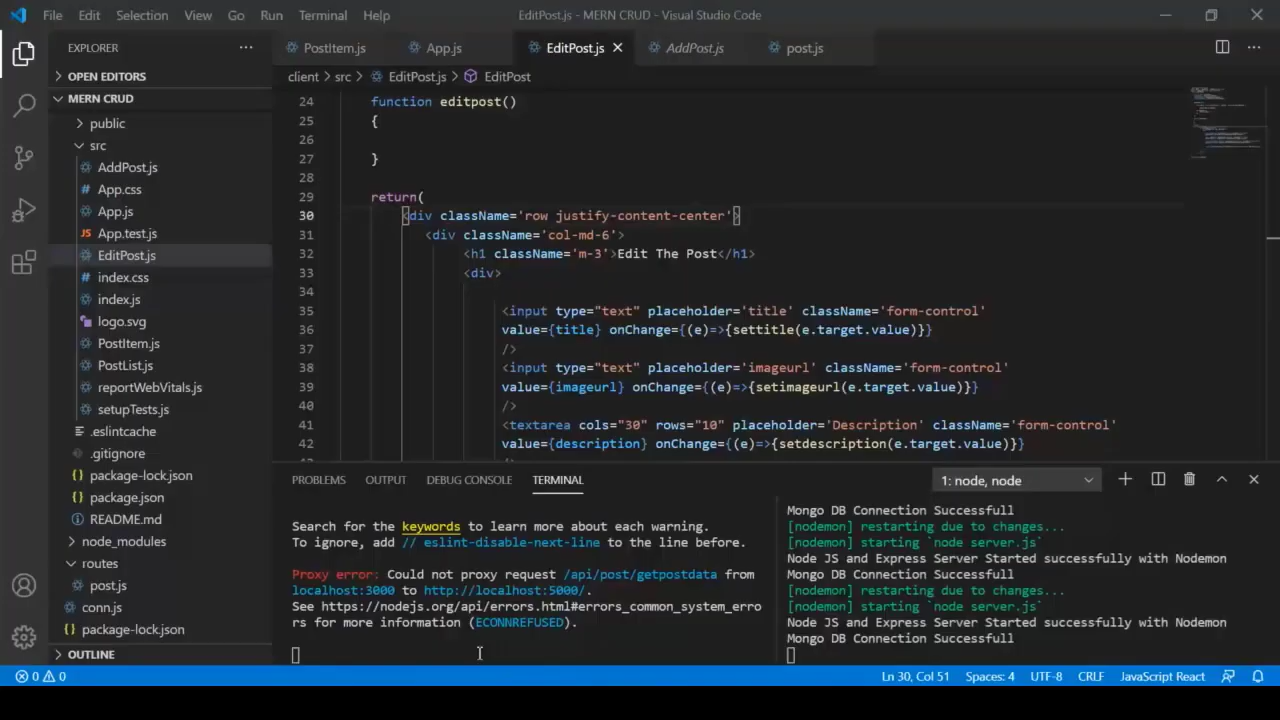 File Edit Selection View Go Run Terminal Help EditPost.js - MERN CRUD - Visual Studio Code
EXPLORER
OPEN EDITORS
MERN CRUD
public
src
AddPost.js
App.css
App.js
App.test.js
EditPost.js
index.css
index.js
logo.svg
PostItem.js
PostList.js
reportWebVitals.js
setupTests.js
.eslintcache
.gitignore
package-lock.json
package.json
README.md
node_modules
routes
post.js
conn.js
package-lock.json
OUTLINE
PostItem.js App.js EditPost.js AddPost.js post.js
client > src > EditPost.js > EditPost
24 function editpost()
25 {
26
27 }
28
29 return(
30 <div className='row justify-content-center'>
31 <div className='col-md-6'>
32 <h1 className='m-3'>Edit The Post</h1>
33 <div>
34
35 <input type="text" placeholder='title' className='form-control'
36 value={title} onChange={(e)=>{settitle(e.target.value)}}
37 />
38 <input type="text" placeholder='imageurl' className='form-control'
39 value={imageurl} onChange={(e)=>{setimageurl(e.target.value)}}
40 />
41 <textarea cols="30" rows="10" placeholder='Description' className='form-control'
42 value={description} onChange={(e)=>{setdescription(e.target.value)}}
PROBLEMS OUTPUT DEBUG CONSOLE TERMINAL 1: node, node
Search for the keywords to learn more about each warning.
To ignore, add // eslint-disable-next-line to the line before.
Proxy error: Could not proxy request /api/post/getpostdata from
localhost:3000 to http://localhost:5000/.
See https://nodejs.org/api/errors.html#errors_common_system_erro
rs for more information (ECONNREFUSED).
Mongo DB Connection Successfull
[nodemon] restarting due to changes...
[nodemon] starting `node server.js`
Node JS and Express Server Started successfully with Nodemon
Mongo DB Connection Successfull
[nodemon] restarting due to changes...
[nodemon] starting `node server.js`
Node JS and Express Server Started successfully with Nodemon
Mongo DB Connection Successfull
0 0 Ln 30, Col 51 Spaces: 4 UTF-8 CRLF JavaScript React